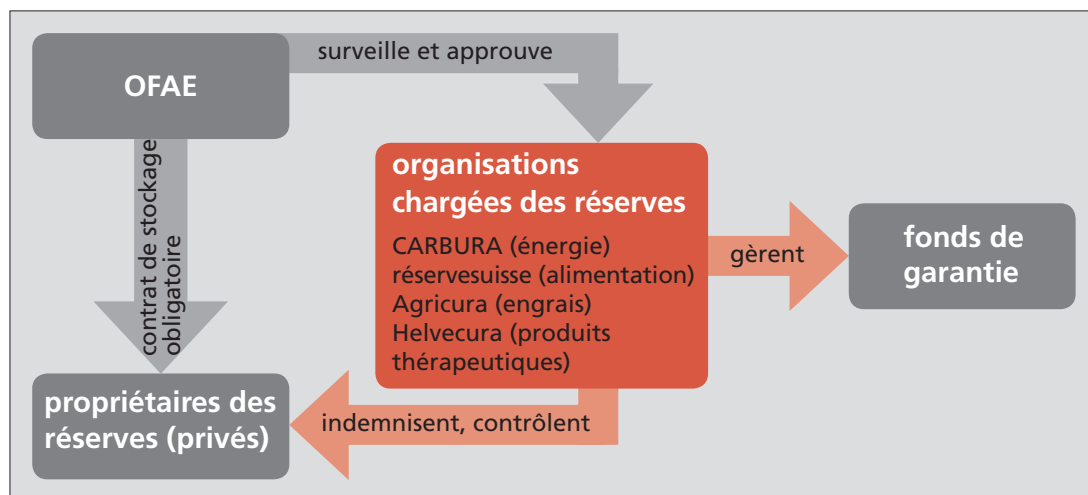 OFAE
surveille et approuve
contrat de stockage
obligatoire
organisations
chargées des réserves
CARBURA (énergie)
réservesuisse (alimentation)
Agricura (engrais)
Helvecura (produits
thérapeutiques)
gèrent
fonds de
garantie
propriétaires des
réserves (privés)
indemnisent, contrôlent